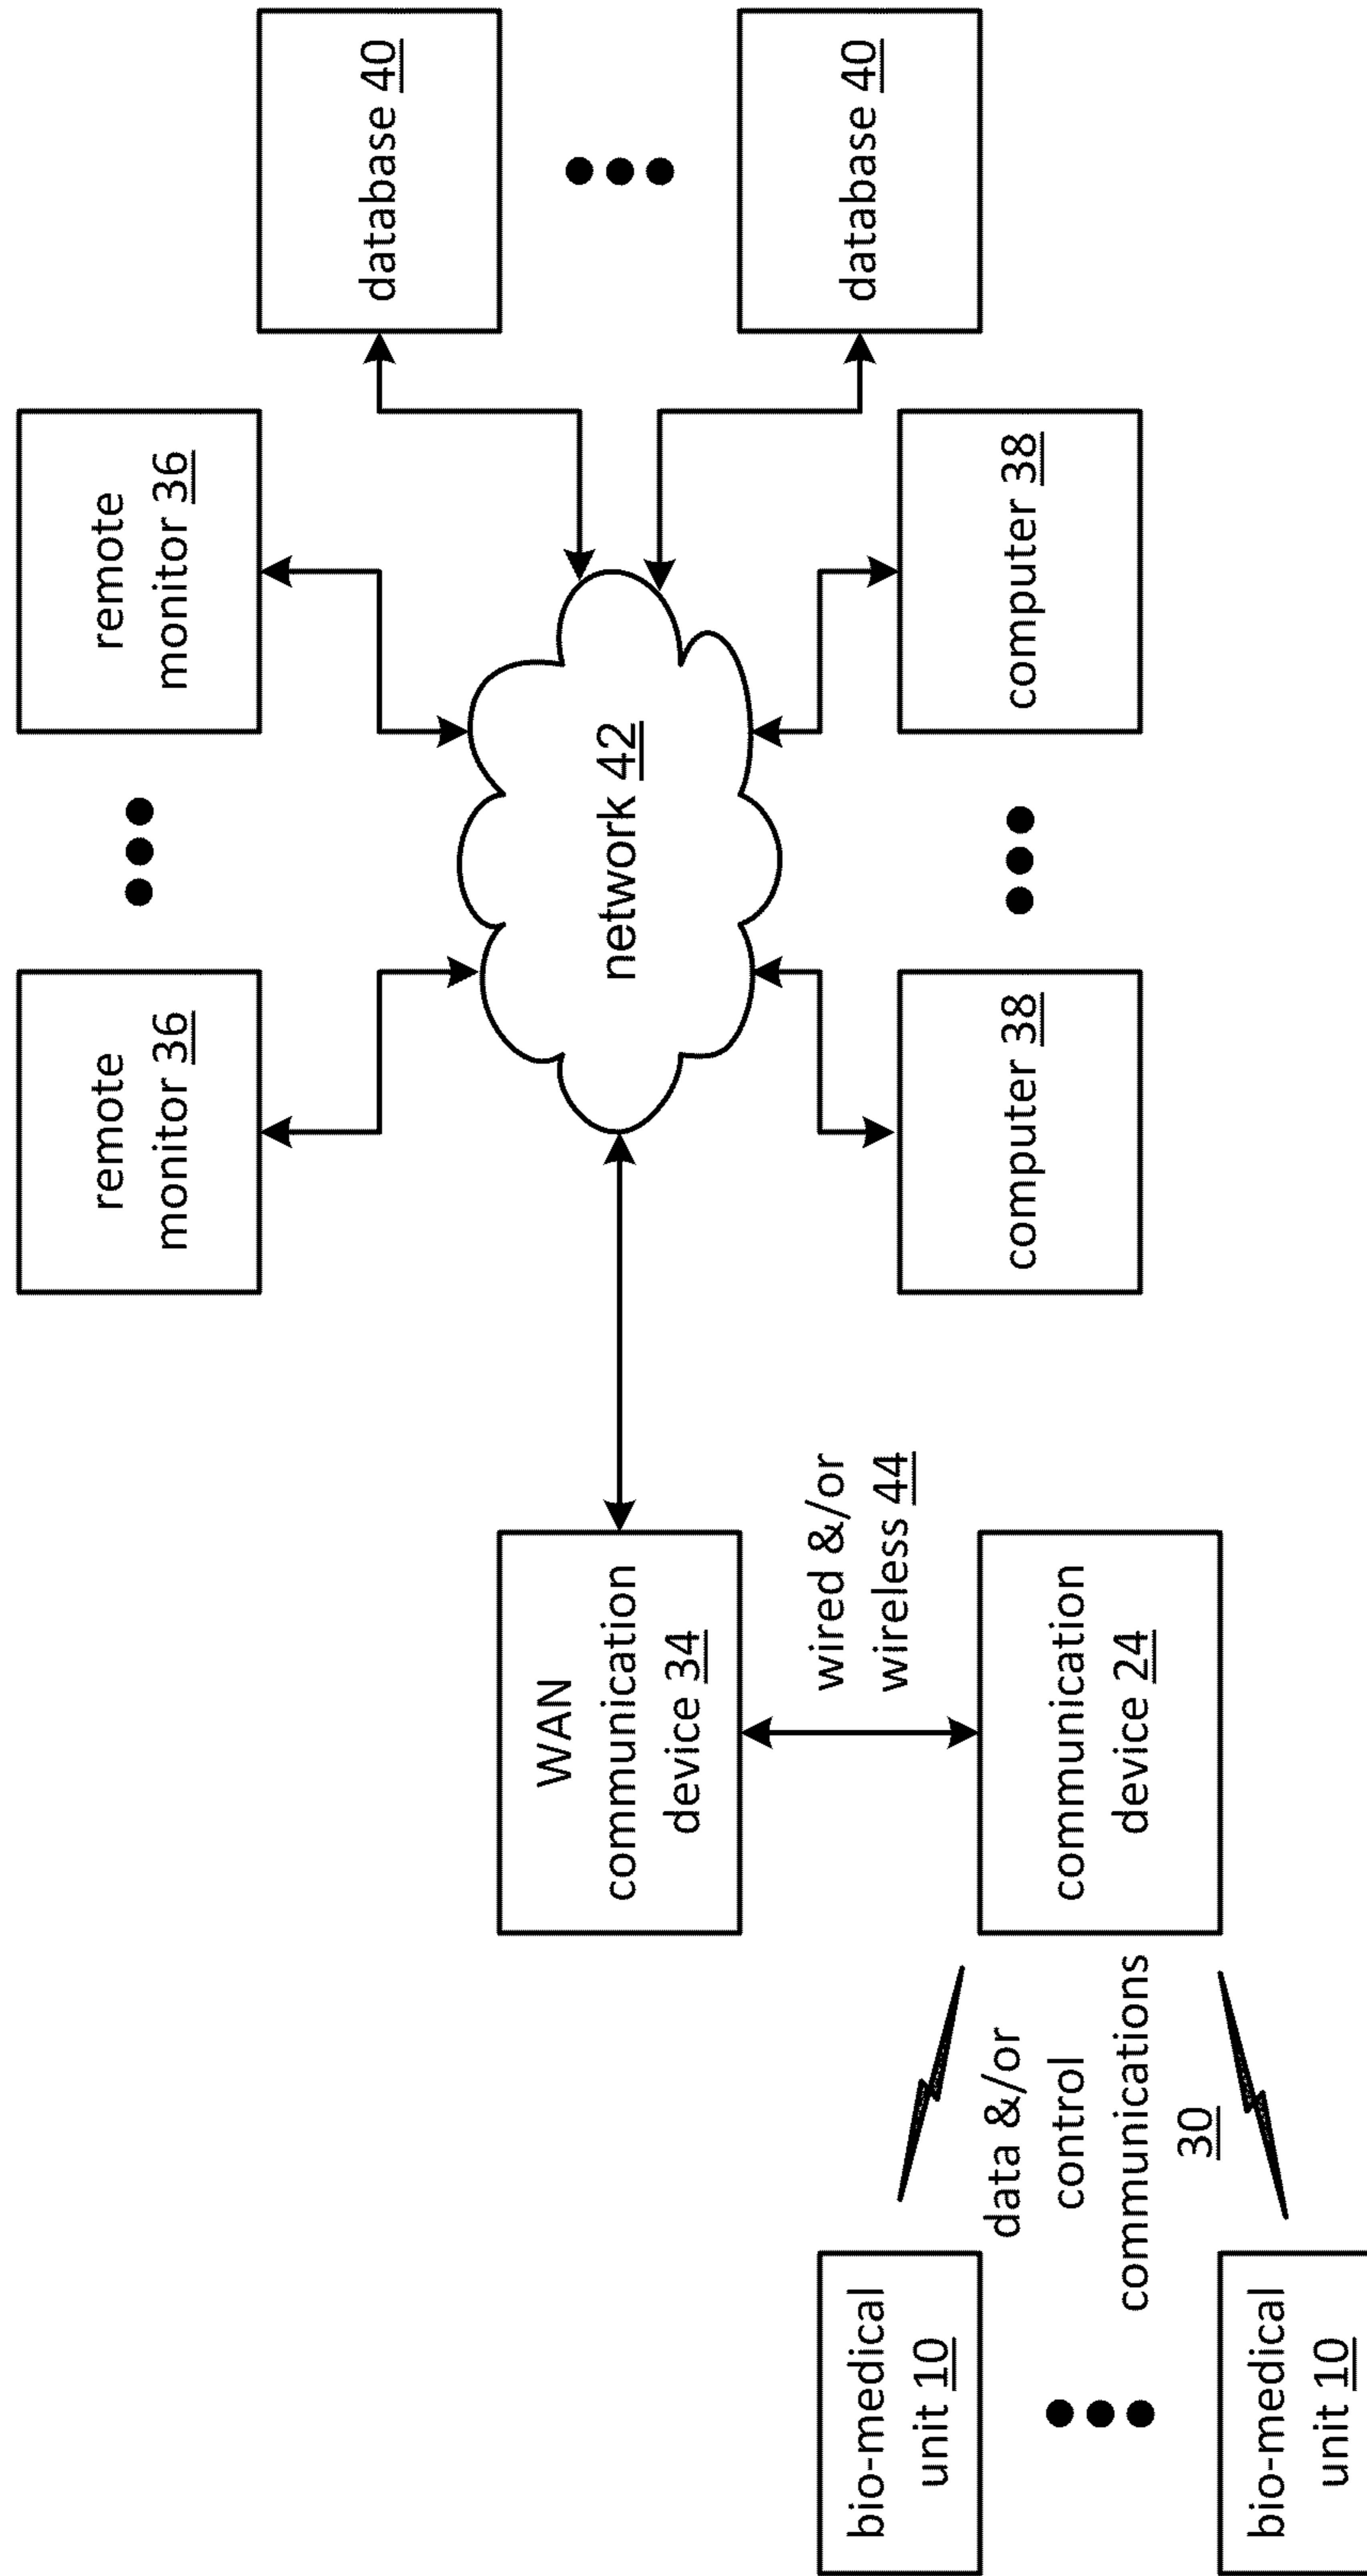 remote
monitor 36
remote
monitor 36
database 40
WAN
communication
device 34
network 42
database 40
wired &/or
wireless 44
bio-medical
unit 10
data &/or
control
communications
30
communication
device 24
computer 38
computer 38
bio-medical
unit 10